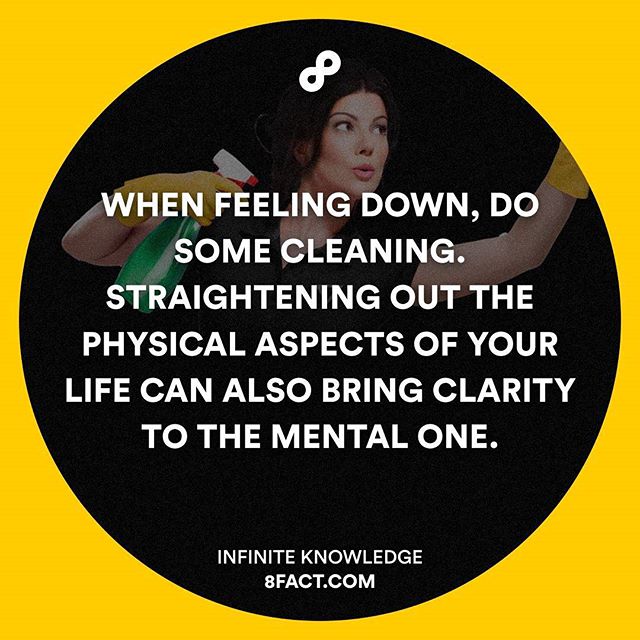 WHEN FEELING DOWN, DO
SOME CLEANING.
STRAIGHTENING OUT THE
PHYSICAL ASPECTS OF YOUR
LIFE CAN ALSO BRING CLARITY
TO THE MENTAL ONE.
INFINITE KNOWLEDGE
8FACT.COM